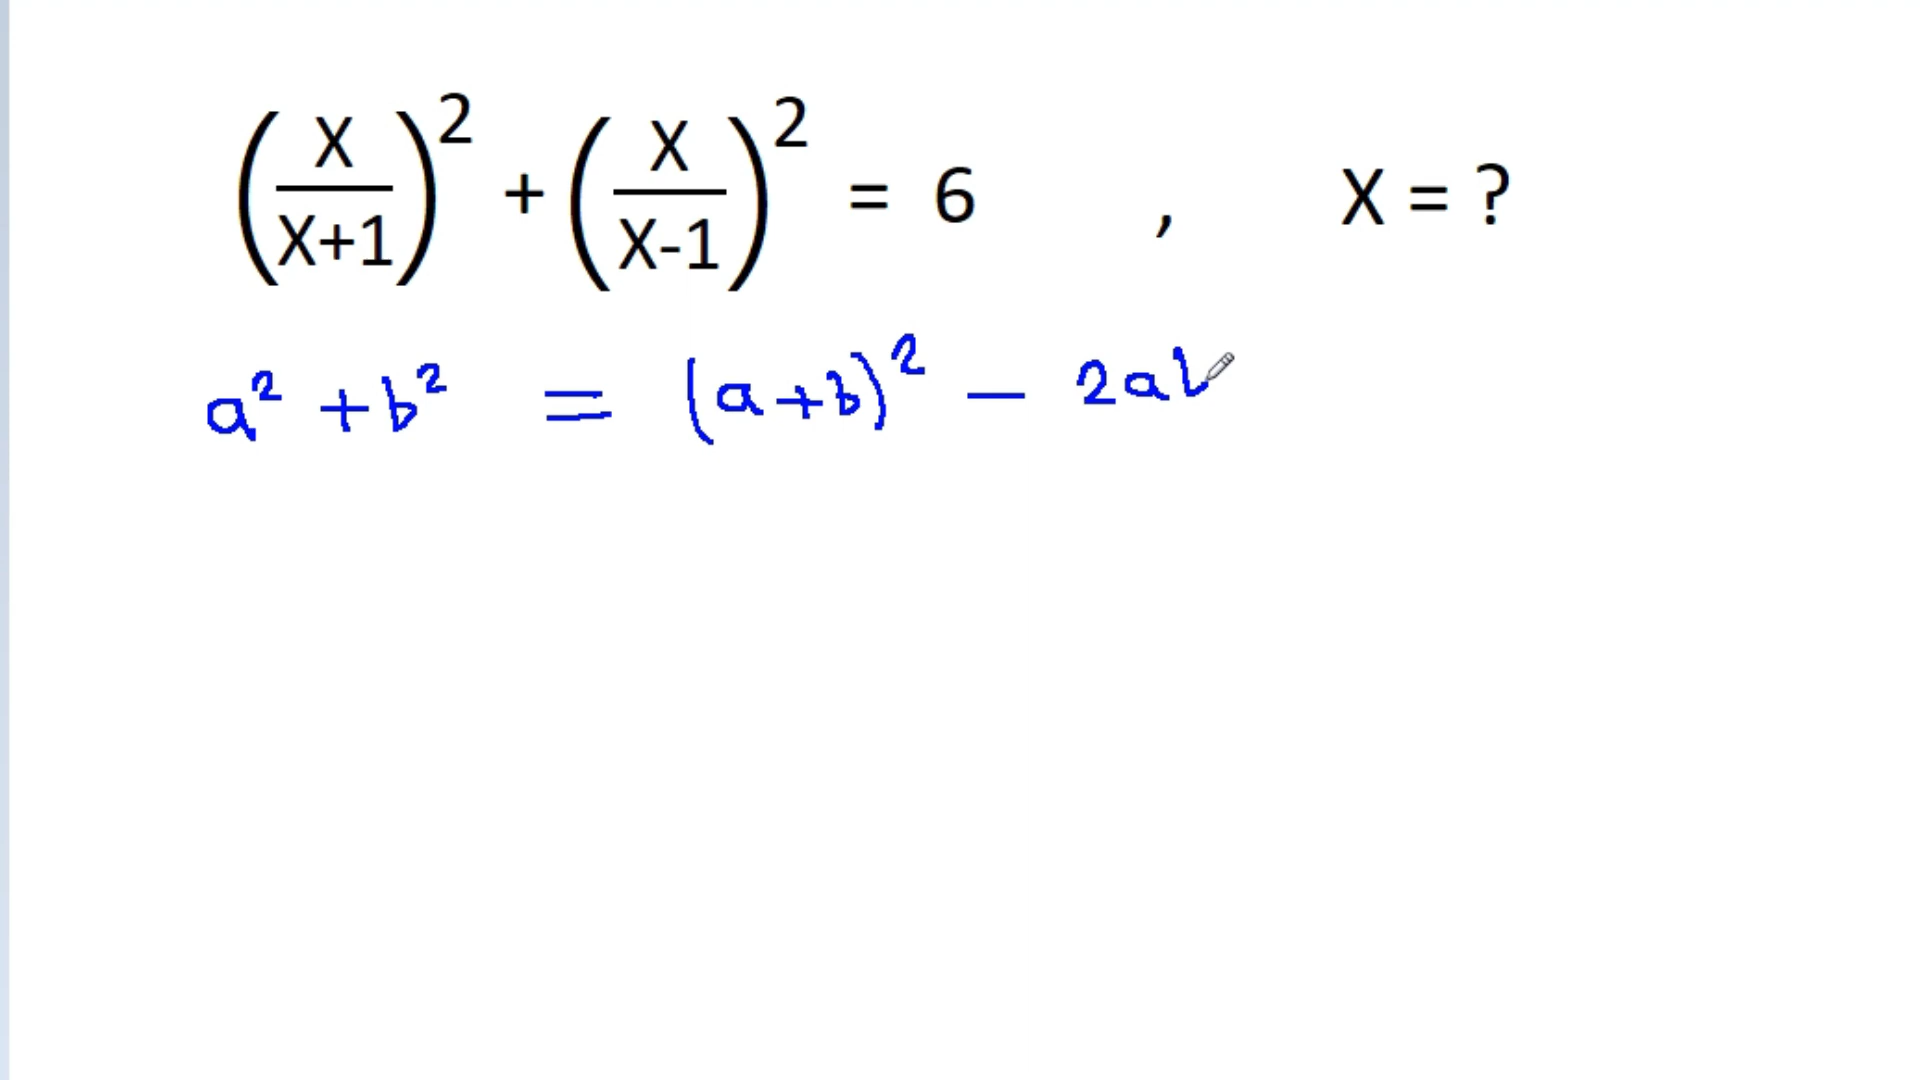 (X/X+1)² + (X/X-1)² = 6 , X = ?
a² + b² = (a+b)² − 2ab